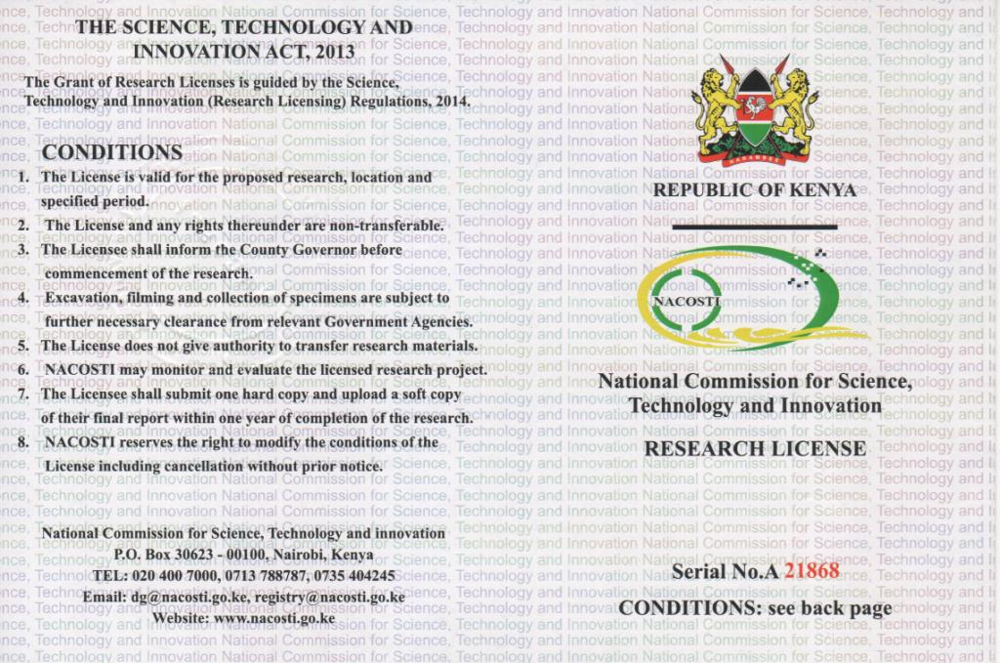 THE SCIENCE, TECHNOLOGY AND
INNOVATION ACT, 2013
The Grant of Research Licenses is guided by the Science,
Technology and Innovation (Research Licensing) Regulations, 2014.
CONDITIONS
1. The License is valid for the proposed research, location and
specified period.
2. The License and any rights thereunder are non-transferable.
3. The Licensee shall inform the County Governor before
commencement of the research.
4. Excavation, filming and collection of specimens are subject to
further necessary clearance from relevant Government Agencies.
5. The License does not give authority to transfer research materials.
6. NACOSTI may monitor and evaluate the licensed research project.
7. The Licensee shall submit one hard copy and upload a soft copy
of their final report within one year of completion of the research.
8. NACOSTI reserves the right to modify the conditions of the
License including cancellation without prior notice.
National Commission for Science, Technology and innovation
P.O. Box 30623 - 00100, Nairobi, Kenya
TEL: 020 400 7000, 0713 788787, 0735 404245
Email: dg@nacosti.go.ke, registry@nacosti.go.ke
Website: www.nacosti.go.ke
HARAMBEE
REPUBLIC OF KENYA
NACOSTI
National Commission for Science,
Technology and Innovation
RESEARCH LICENSE
Serial No.A 21868
CONDITIONS: see back page